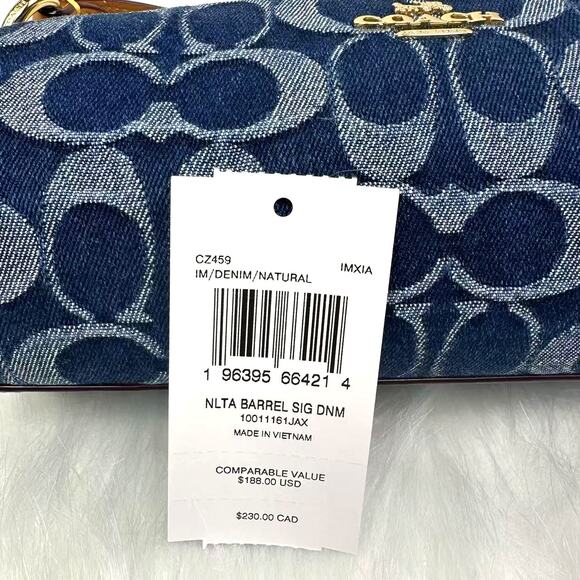 COACH
CZ459 IMXIA
IM/DENIM/NATURAL
1 96395 66421 4
NLTA BARREL SIG DNM
10011161JAX
MADE IN VIETNAM
COMPARABLE VALUE
$188.00 USD
$230.00 CAD